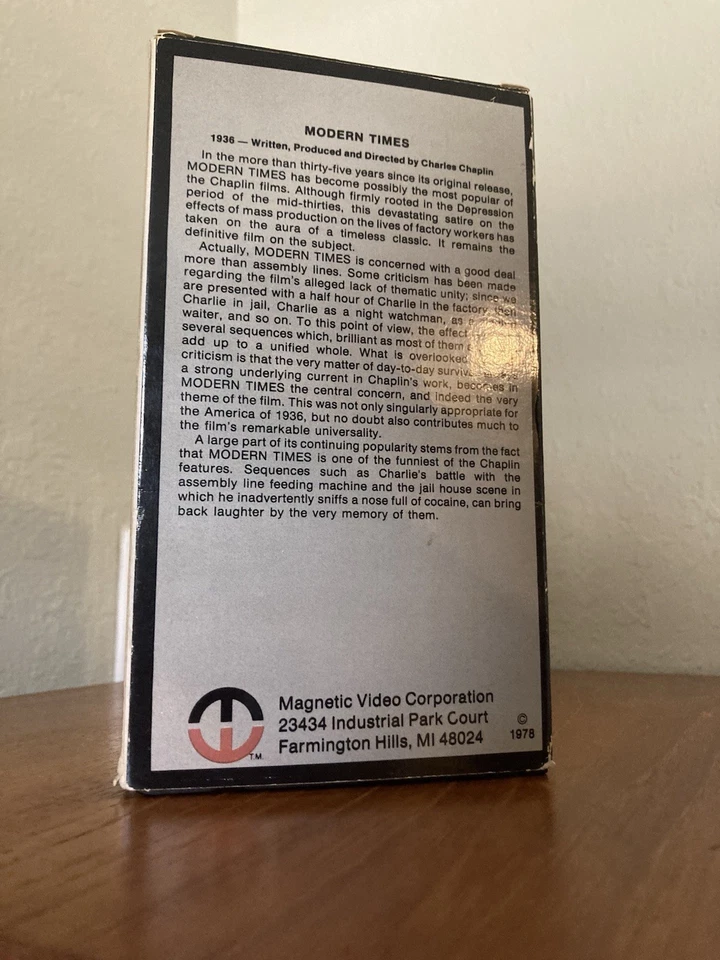 MODERN TIMES
1936 — Written, Produced and Directed by Charles Chaplin
In the more than thirty-five years since its original release,
MODERN TIMES has become possibly the most popular of
the Chaplin films. Although firmly rooted in the Depression
period of the mid-thirties, this devastating satire on the
effects of mass production on the lives of factory workers has
taken on the aura of a timeless classic. It remains the
definitive film on the subject.
Actually, MODERN TIMES is concerned with a good deal
more than assembly lines. Some criticism has been made
regarding the film's alleged lack of thematic unity; since we
are presented with a half hour of Charlie in the factory, then
Charlie in jail, Charlie as a night watchman, as
waiter, and so on. To this point of view, the effect
several sequences which, brilliant as most of them
add up to a unified whole. What is overlooked
criticism is that the very matter of day-to-day
a strong underlying current in Chaplin's work, becomes in
MODERN TIMES the central concern, and indeed the very
theme of the film. This was not only singularly appropriate for
the America of 1936, but no doubt also contributes much to
the film's remarkable universality.
A large part of its continuing popularity stems from the fact
that MODERN TIMES is one of the funniest of the Chaplin
features. Sequences such as Charlie's battle with the
assembly line feeding machine and the jail house scene in
which he inadvertently sniffs a nose full of cocaine, can bring
back laughter by the very memory of them.
Magnetic Video Corporation
23434 Industrial Park Court
Farmington Hills, MI 48024
T.M.
©
1978